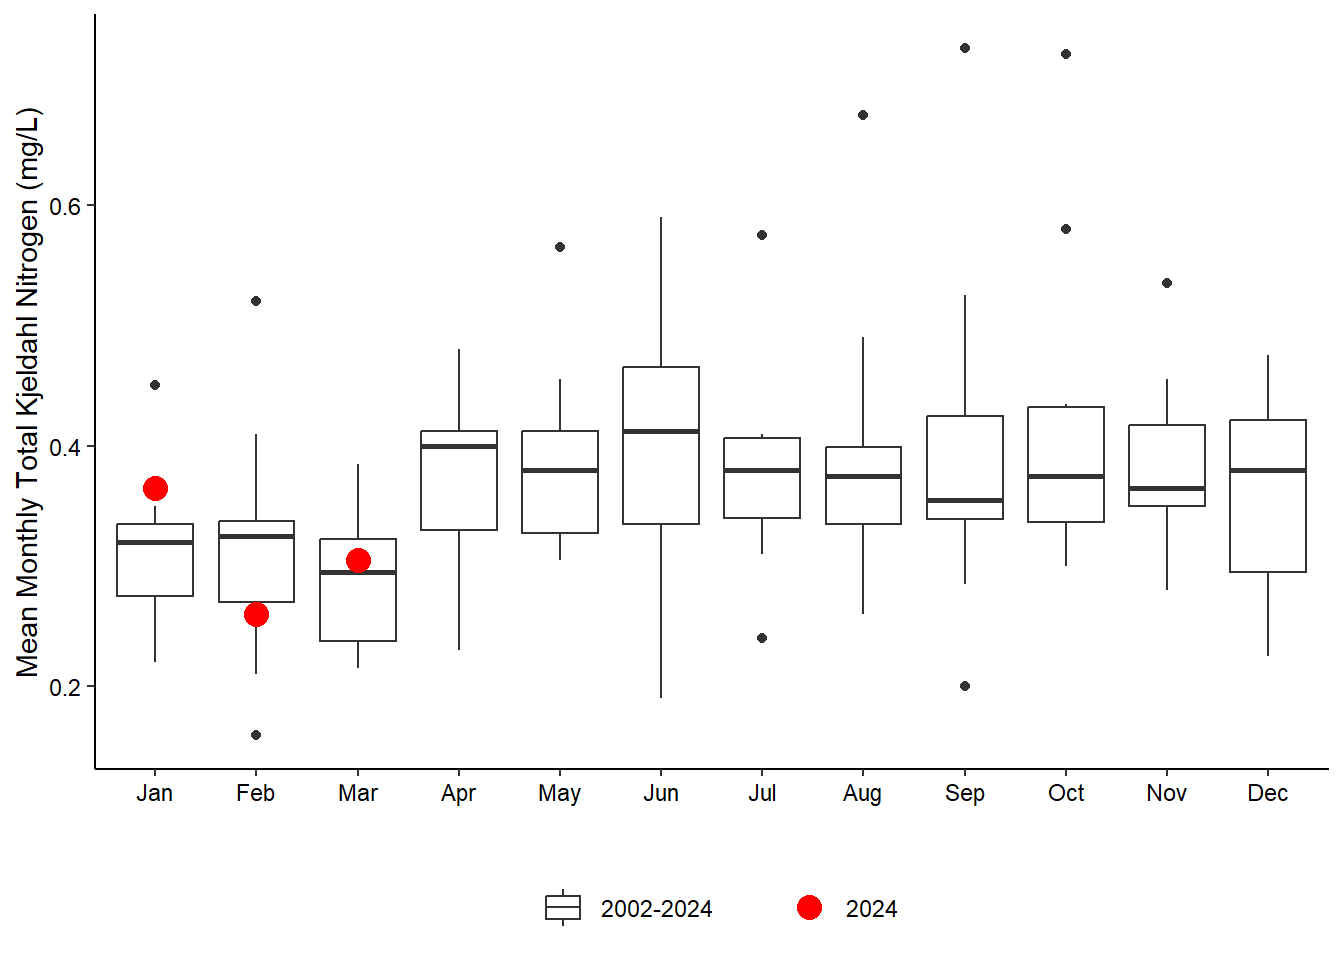 Mean Monthly Total Kjeldahl Nitrogen (mg/L)
0.6
0.4
0.2
Jan Feb Mar Apr May Jun Jul Aug Sep Oct Nov Dec
2002-2024 2024